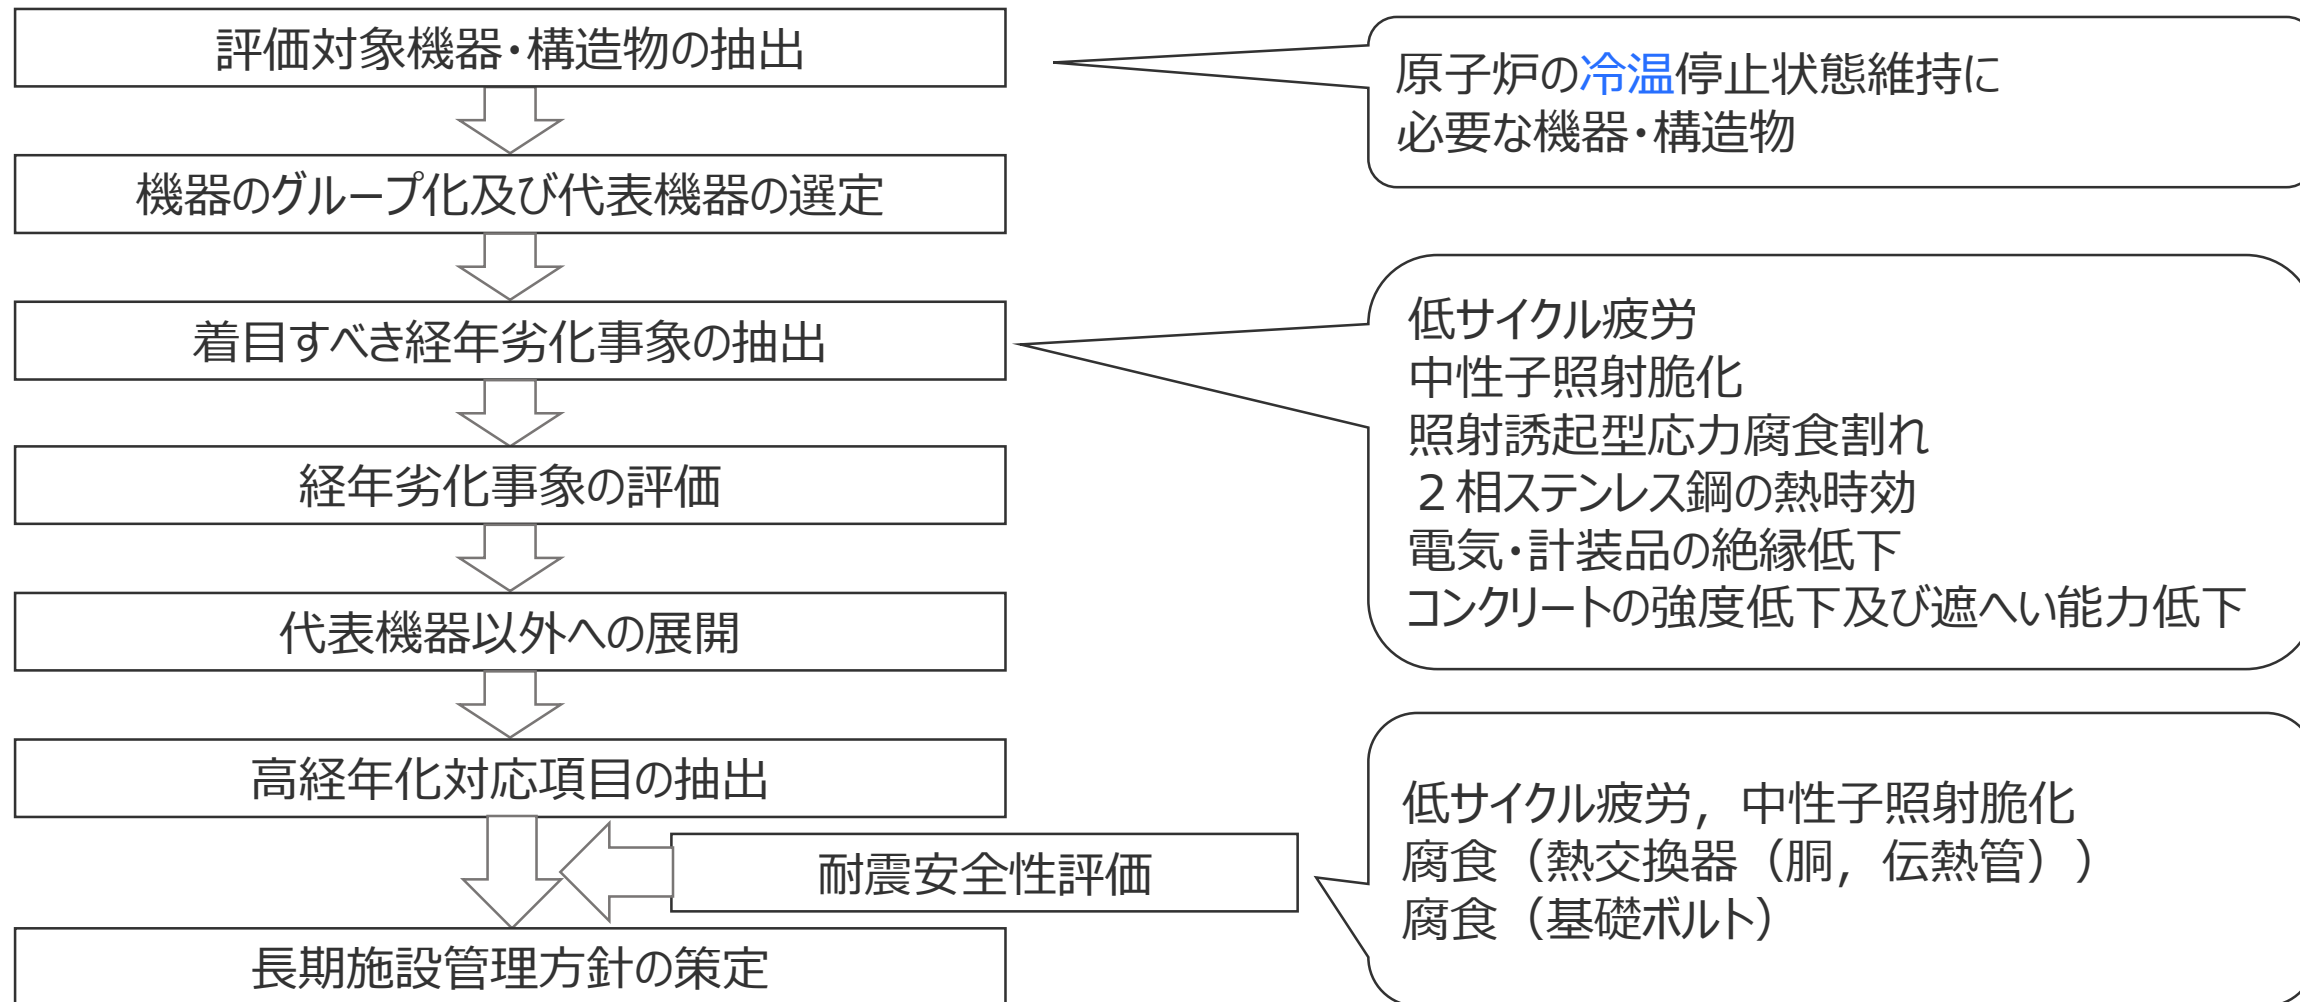 評価対象機器・構造物の抽出
原子炉の冷温停止状態維持に
必要な機器・構造物
機器のグループ化及び代表機器の選定
着目すべき経年劣化事象の抽出
低サイクル疲労
中性子照射脆化
照射誘起型応力腐食割れ
２相ステンレス鋼の熱時効
電気・計装品の絶縁低下
コンクリートの強度低下及び遮へい能力低下
経年劣化事象の評価
代表機器以外への展開
高経年化対応項目の抽出
耐震安全性評価
低サイクル疲労，中性子照射脆化
腐食（熱交換器（胴，伝熱管））
腐食（基礎ボルト）
長期施設管理方針の策定